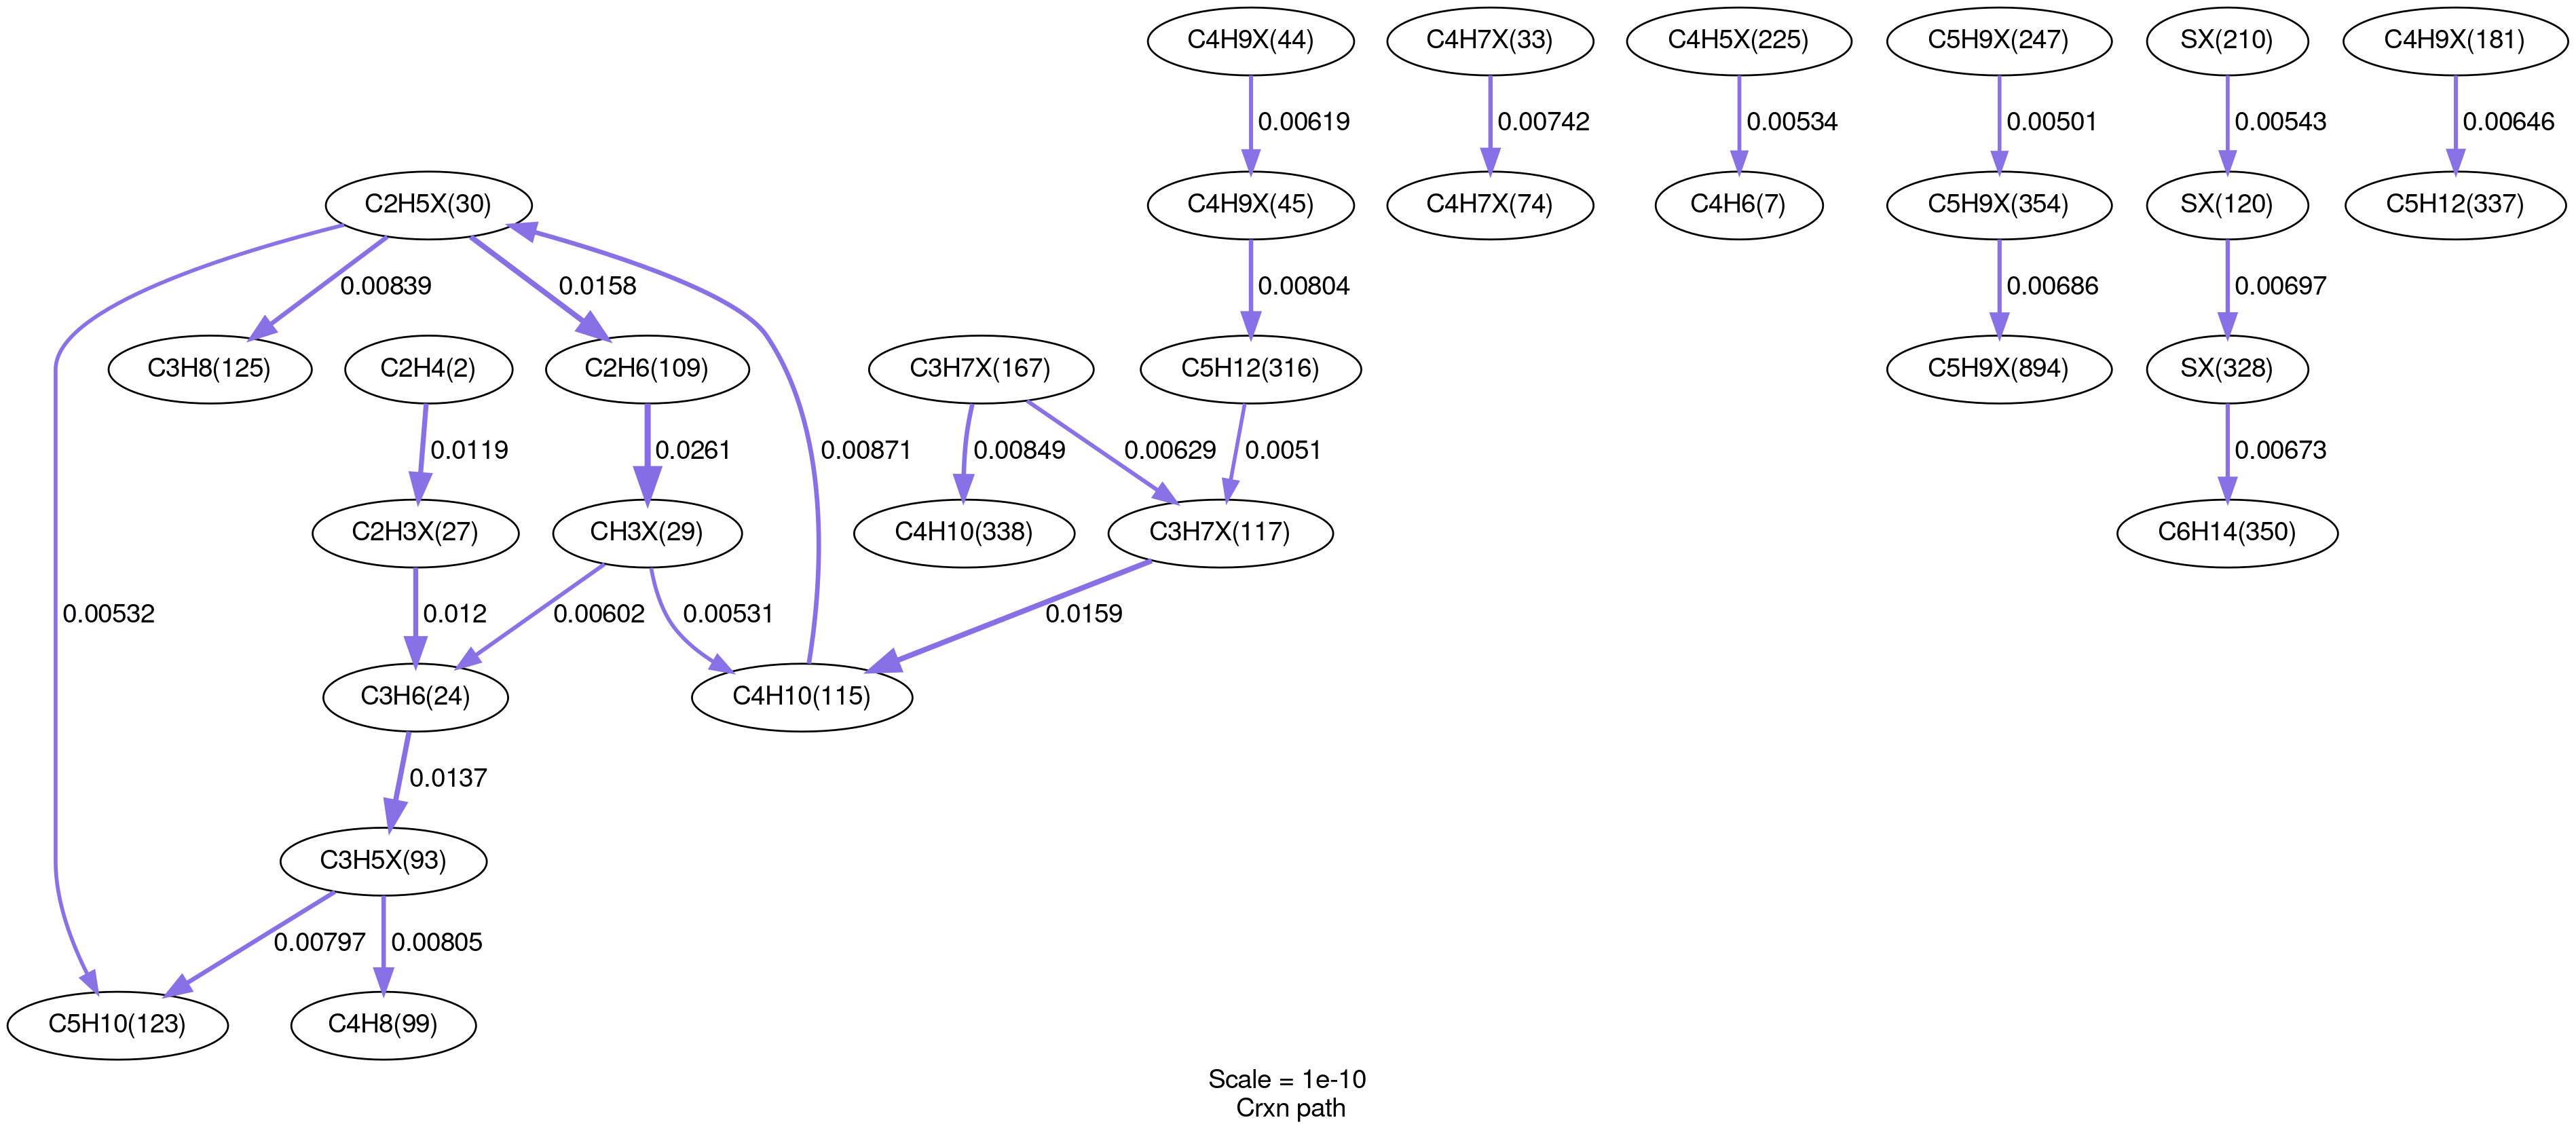 C4H9X(44)
C4H7X(33)
C4H5X(225)
C5H9X(247)
SX(210)
C4H9X(181)
0.00619
0.00742
0.00534
0.00501
0.00543
0.00646
C2H5X(30)
C4H9X(45)
C4H7X(74)
C4H6(7)
C5H9X(354)
SX(120)
C5H12(337)
0.00839
0.0158
0.00804
0.00686
0.00697
C3H8(125)
C2H4(2)
C2H6(109)
C3H7X(167)
C5H12(316)
C5H9X(894)
SX(328)
0.0119
0.0261
0.00871
0.00849
0.00629
0.0051
0.00673
C2H3X(27)
CH3X(29)
C4H10(338)
C3H7X(117)
C6H14(350)
0.00532
0.012
0.00602
0.00531
0.0159
C3H6(24)
C4H10(115)
0.0137
C3H5X(93)
0.00797
0.00805
C5H10(123)
C4H8(99)
Scale = 1e-10
Crxn path